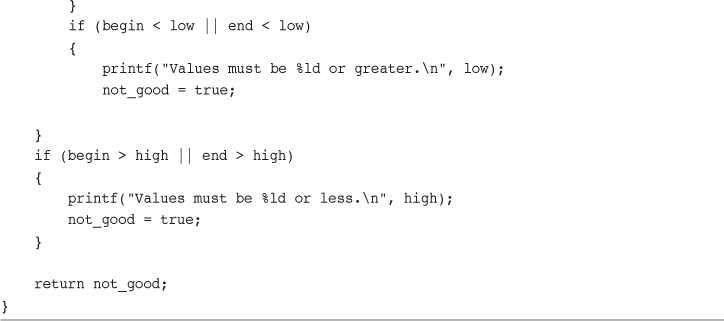 }
        if (begin < low || end < low)
        {
            printf("Values must be %ld or greater.\n", low);
            not_good = true;

    }
    if (begin > high || end > high)
    {
        printf("Values must be %ld or less.\n", high);
        not_good = true;
    }

    return not_good;
}